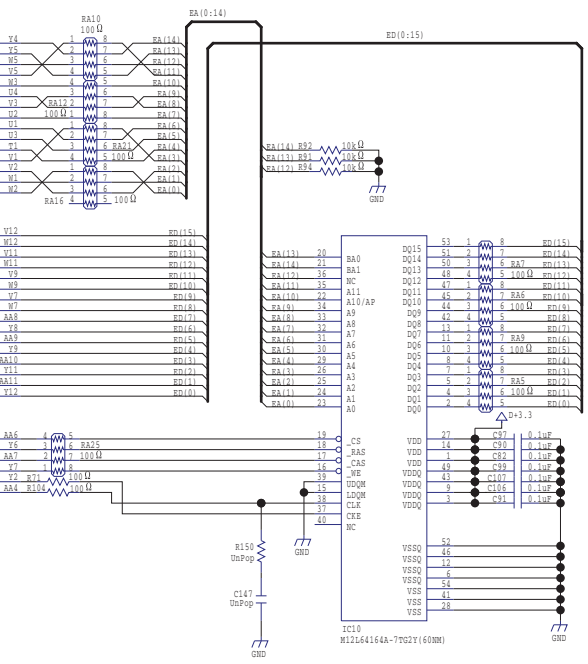 EA(0:14)
ED(0:15)
RA10
100Ω
Y4 1 8 EA(14)
Y5 2 7 EA(13)
W5 3 6 EA(12)
V5 4 5 EA(11)
W3 4 5 EA(10)
U4 3 6 EA(9)
V3 RA12 2 7 EA(8)
U2 100Ω 1 8 EA(7)
U1 1 8 EA(6)
U3 2 7 EA(5)
T1 3 6 RA21 EA(4)
V1 4 5 100Ω EA(3)
V2 1 8 EA(2)
W1 2 7 EA(1)
W2 3 6 EA(0)
RA16 4 5 100Ω
EA(14) R92 10kΩ
EA(13) R91 10kΩ
EA(12) R94 10kΩ
GND
V12 ED(15)
W12 ED(14)
V11 ED(13)
W11 ED(12)
V9 ED(11)
W9 ED(10)
V7 ED(9)
W7 ED(8)
AA8 ED(7)
Y8 ED(6)
AA9 ED(5)
Y9 ED(4)
AA10 ED(3)
Y11 ED(2)
AA11 ED(1)
Y12 ED(0)
EA(13) 20 BA0
EA(14) 21 BA1
EA(12) 36 NC
EA(11) 35 A11
EA(10) 22 A10/AP
EA(9) 34 A9
EA(8) 33 A8
EA(7) 32 A7
EA(6) 31 A6
EA(5) 30 A5
EA(4) 29 A4
EA(3) 26 A3
EA(2) 25 A2
EA(1) 24 A1
EA(0) 23 A0
DQ15 53 1 8 ED(15)
DQ14 51 2 7 ED(14)
DQ13 50 3 6 RA7 ED(13)
DQ12 48 4 5 100Ω ED(12)
DQ11 47 1 8 ED(11)
DQ10 45 2 7 RA6 ED(10)
DQ9 44 3 6 100Ω ED(9)
DQ8 42 4 5 ED(8)
DQ7 13 1 8 ED(7)
DQ6 11 2 7 RA9 ED(6)
DQ5 10 3 6 100Ω ED(5)
DQ4 8 4 5 ED(4)
DQ3 7 1 8 ED(3)
DQ2 5 2 7 RA5 ED(2)
DQ1 4 3 6 100Ω ED(1)
DQ0 2 4 5 ED(0)
D+3.3
AA6 4 5
Y6 3 6 RA25
AA7 2 7 100Ω
Y7 1 8
Y2 R71 100Ω
AA4 R104 100Ω
19 _CS
18 _RAS
17 _CAS
16 _WE
39 UDQM
15 LDQM
38 CLK
37 CKE
40 NC
VDD 27 C97 0.1uF
VDD 14 C90 0.1uF
VDD 1 C82 0.1uF
VDDQ 49 C99 0.1uF
VDDQ 43 C107 0.1uF
VDDQ 9 C106 0.1uF
VDDQ 3 C91 0.1uF
VSSQ 52
VSSQ 46
VSSQ 12
VSSQ 6
VSS 54
VSS 41
VSS 28
GND
R150
UnPop
C147
UnPop
GND
GND
IC10
M12L64164A-7TG2Y(60NM)